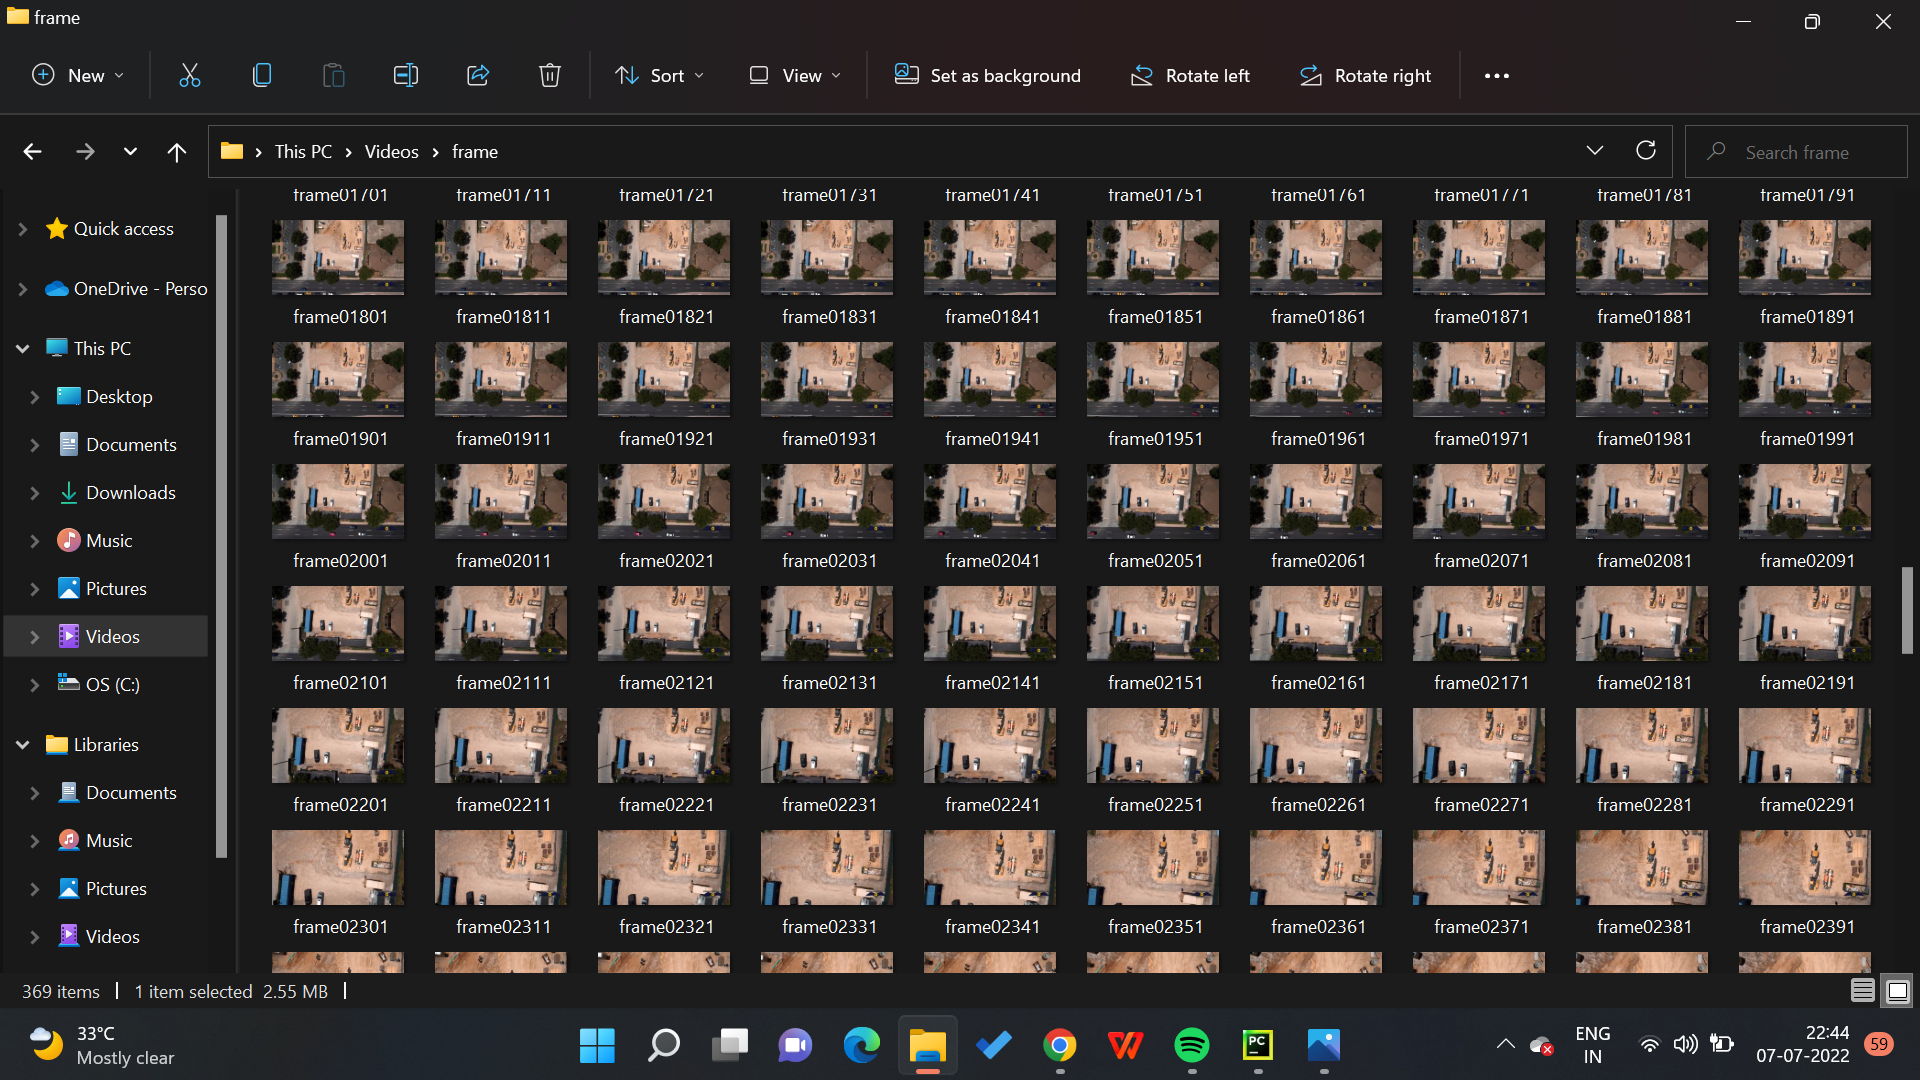 frame
New
Sort
View
Set as background
Rotate left
Rotate right
This PC
Videos
frame
Search frame
Quick access
OneDrive - Perso
This PC
Desktop
Documents
Downloads
Music
Pictures
Videos
OS (C:)
Libraries
Documents
Music
Pictures
Videos
frame01701 frame01711 frame01721 frame01731 frame01741 frame01751 frame01761 frame01771 frame01781 frame01791
frame01801 frame01811 frame01821 frame01831 frame01841 frame01851 frame01861 frame01871 frame01881 frame01891
frame01901 frame01911 frame01921 frame01931 frame01941 frame01951 frame01961 frame01971 frame01981 frame01991
frame02001 frame02011 frame02021 frame02031 frame02041 frame02051 frame02061 frame02071 frame02081 frame02091
frame02101 frame02111 frame02121 frame02131 frame02141 frame02151 frame02161 frame02171 frame02181 frame02191
frame02201 frame02211 frame02221 frame02231 frame02241 frame02251 frame02261 frame02271 frame02281 frame02291
frame02301 frame02311 frame02321 frame02331 frame02341 frame02351 frame02361 frame02371 frame02381 frame02391
369 items
1 item selected 2.55 MB
33°C
Mostly clear
PC
ENG
IN
22:44
07-07-2022
59